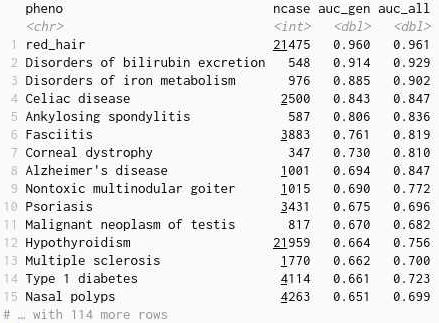 pheno ncase auc_gen auc_all
<chr> <int> <dbl> <dbl>
1 red_hair 21475 0.960 0.961
2 Disorders of bilirubin excretion 548 0.914 0.929
3 Disorders of iron metabolism 976 0.885 0.902
4 Celiac disease 2500 0.843 0.847
5 Ankylosing spondylitis 587 0.806 0.836
6 Fasciitis 3883 0.761 0.819
7 Corneal dystrophy 347 0.730 0.810
8 Alzheimer's disease 1001 0.694 0.847
9 Nontoxic multinodular goiter 1015 0.690 0.772
10 Psoriasis 3431 0.675 0.696
11 Malignant neoplasm of testis 817 0.670 0.682
12 Hypothyroidism 21959 0.664 0.756
13 Multiple sclerosis 1770 0.662 0.700
14 Type 1 diabetes 4114 0.661 0.723
15 Nasal polyps 4263 0.651 0.699
# … with 114 more rows